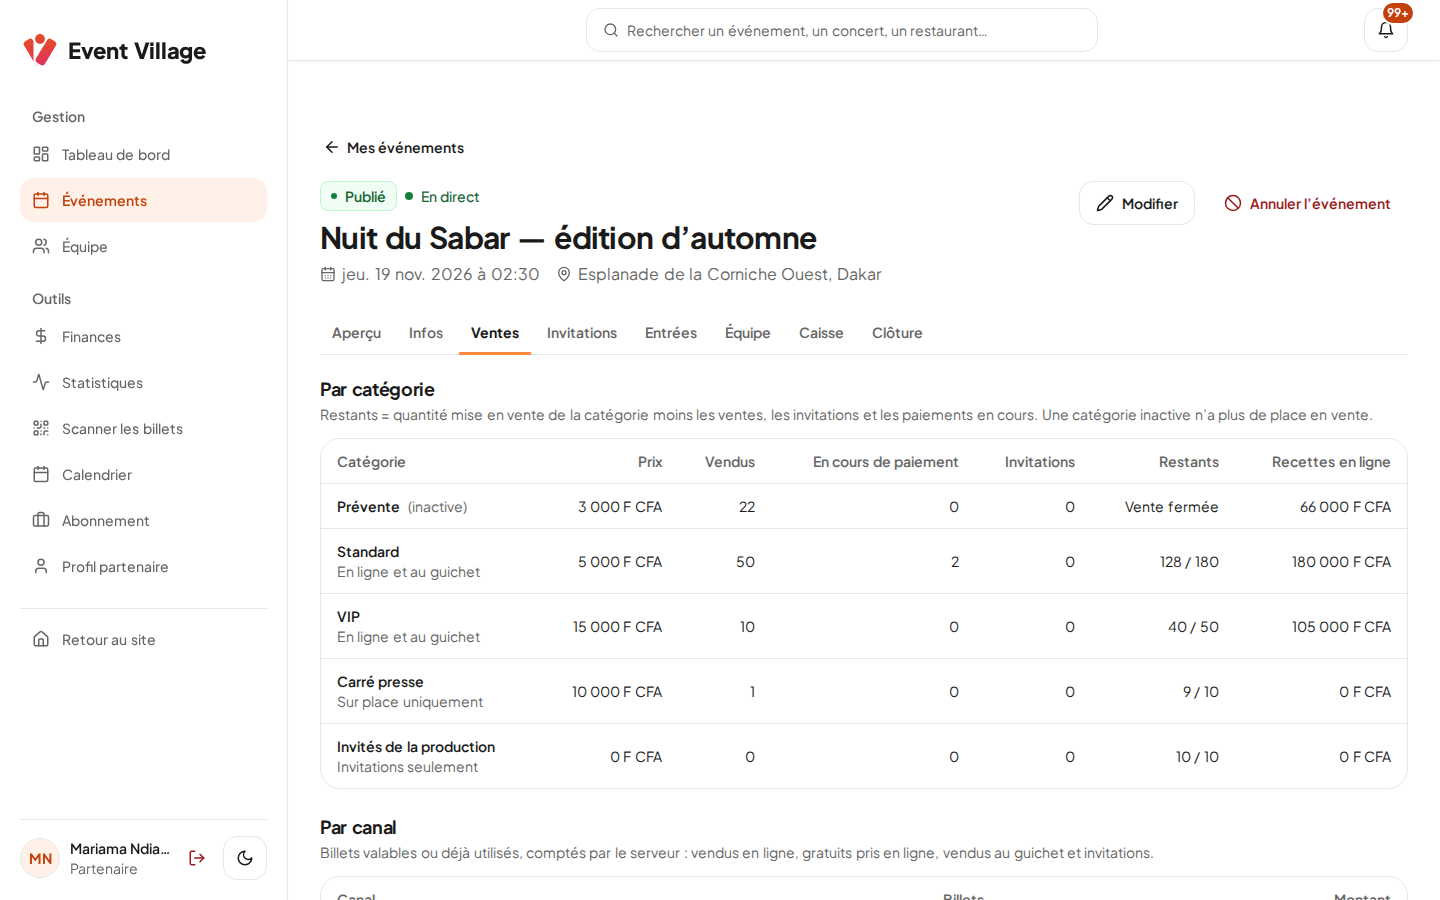 Event Village
Rechercher un événement, un concert, un restaurant…
99+
Gestion
Tableau de bord
Événements
Équipe
Outils
Finances
Statistiques
Scanner les billets
Calendrier
Abonnement
Profil partenaire
Retour au site
MN
Mariama Ndia…
Partenaire
Mes événements
Publié
En direct
Modifier
Annuler l’événement
Nuit du Sabar — édition d’automne
jeu. 19 nov. 2026 à 02:30 Esplanade de la Corniche Ouest, Dakar
Aperçu Infos Ventes Invitations Entrées Équipe Caisse Clôture
Par catégorie
Restants = quantité mise en vente de la catégorie moins les ventes, les invitations et les paiements en cours. Une catégorie inactive n’a plus de place en vente.
Catégorie Prix Vendus En cours de paiement Invitations Restants Recettes en ligne
Prévente (inactive) 3 000 F CFA 22 0 0 Vente fermée 66 000 F CFA
Standard
En ligne et au guichet
5 000 F CFA 50 2 0 128 / 180 180 000 F CFA
VIP
En ligne et au guichet
15 000 F CFA 10 0 0 40 / 50 105 000 F CFA
Carré presse
Sur place uniquement
10 000 F CFA 1 0 0 9 / 10 0 F CFA
Invités de la production
Invitations seulement
0 F CFA 0 0 0 10 / 10 0 F CFA
Par canal
Billets valables ou déjà utilisés, comptés par le serveur : vendus en ligne, gratuits pris en ligne, vendus au guichet et invitations.
Canal Billets Montant